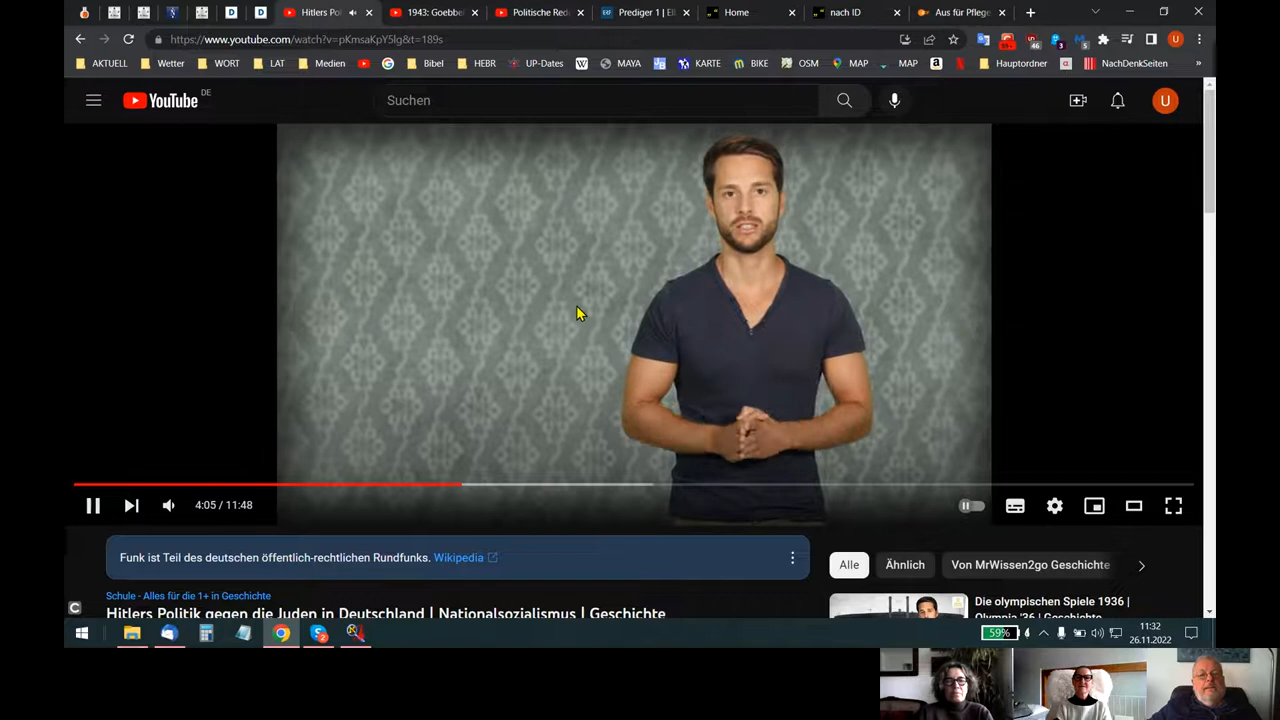 Hitlers Pol
1943: Goebbel
Politische Red
Prediger 1 | El
Home
nach ID
Aus für Pflege
https://www.youtube.com/watch?v=pKmsaKpY5lg&t=189s
AKTUELL
Wetter
WORT
LAT
Medien
Bibel
HEBR
UP-Dates
MAYA
KARTE
BIKE
OSM
MAP
MAP
Hauptordner
NachDenkSeiten
»
YouTube DE
Suchen
U
4:05 / 11:48
Funk ist Teil des deutschen öffentlich-rechtlichen Rundfunks. Wikipedia
Alle
Ähnlich
Von MrWissen2go Geschichte
Schule - Alles für die 1+ in Geschichte
Hitlers Politik gegen die Juden in Deutschland | Nationalsozialismus | Geschichte
Die olympischen Spiele 1936 |
Olympia '36 | Geschichte
59%
11:32
26.11.2022